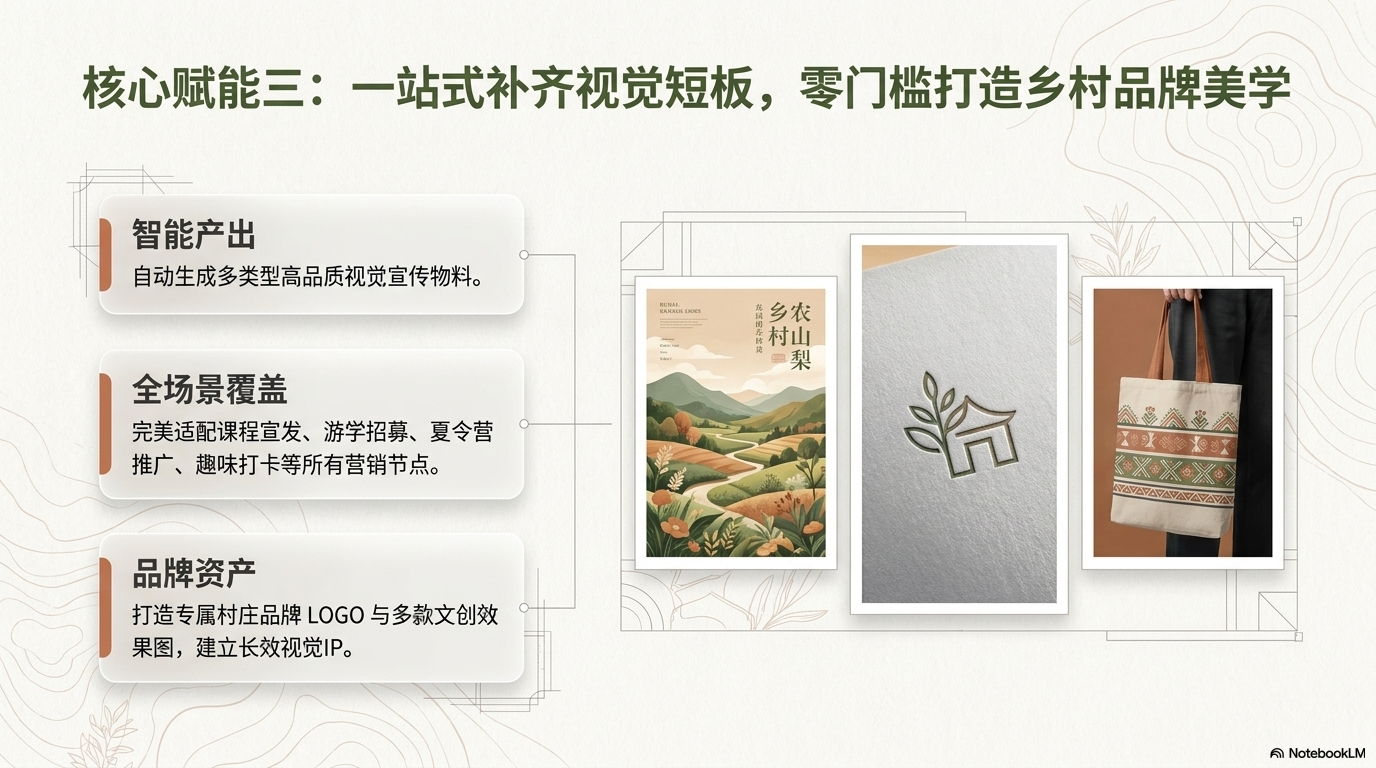 核心赋能三：一站式补齐视觉短板，零门槛打造乡村品牌美学
智能产出
自动生成多类型高品质视觉宣传物料。
全场景覆盖
完美适配课程宣发、游学招募、夏令营
推广、趣味打卡等所有营销节点。
品牌资产
打造专属村庄品牌 LOGO 与多款文创效
果图，建立长效视觉IP。
农山梨
乡村
NotebookLM